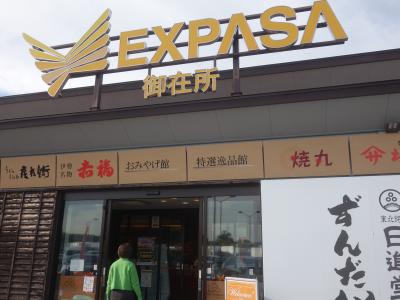 EXPASA
御在所
伊勢名物 赤福
おみやげ館
特選逸品館
焼丸
日進堂
ずんだ
Welcome